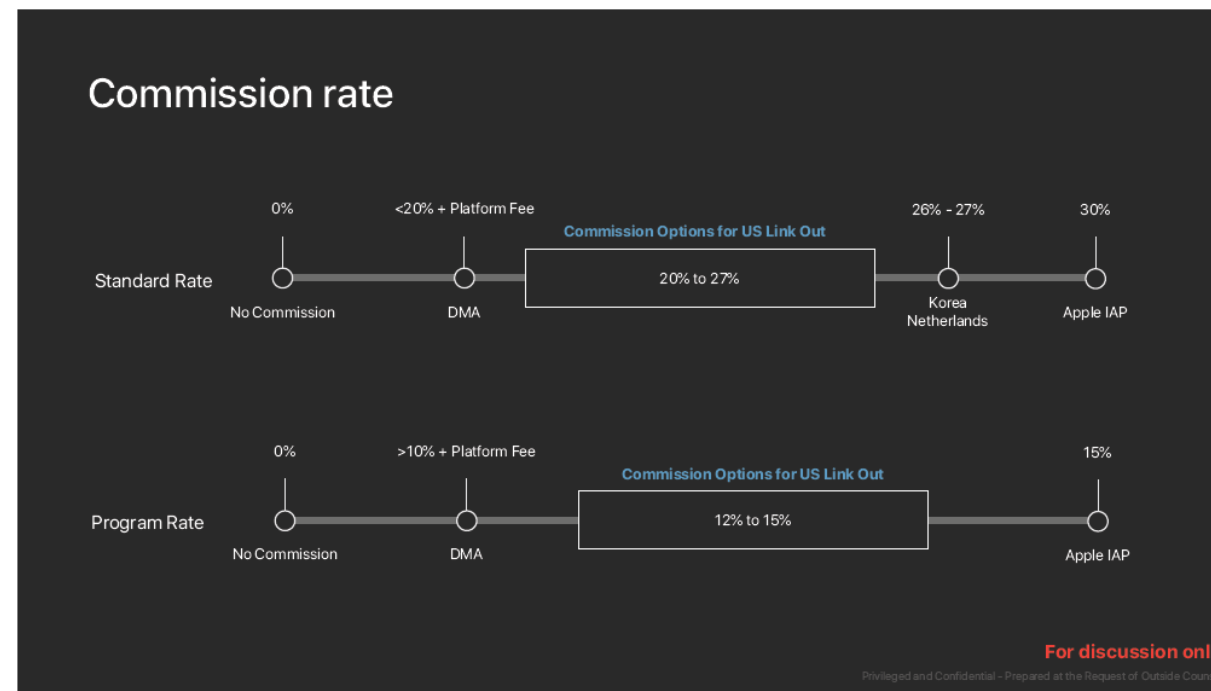 Commission rate
0%
<20% + Platform Fee
Commission Options for US Link Out
26% - 27%
30%
Standard Rate
20% to 27%
No Commission
DMA
Korea
Netherlands
Apple IAP
0%
>10% + Platform Fee
Commission Options for US Link Out
15%
Program Rate
12% to 15%
No Commission
DMA
Apple IAP
For discussion onl
Privileged and Confidential - Prepared at the Request of Outside Coun